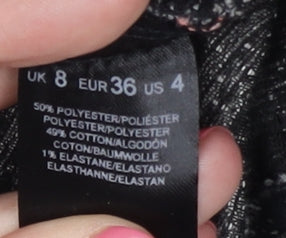 UK 8 EUR 36 US 4
50% POLYESTER/POLIÉSTER
POLYESTER/POLYESTER
49% COTTON/ALGODÓN
COTON/BAUMWOLLE
1% ELASTANE/ELASTANO
ELASTHANNE/ELASTAN